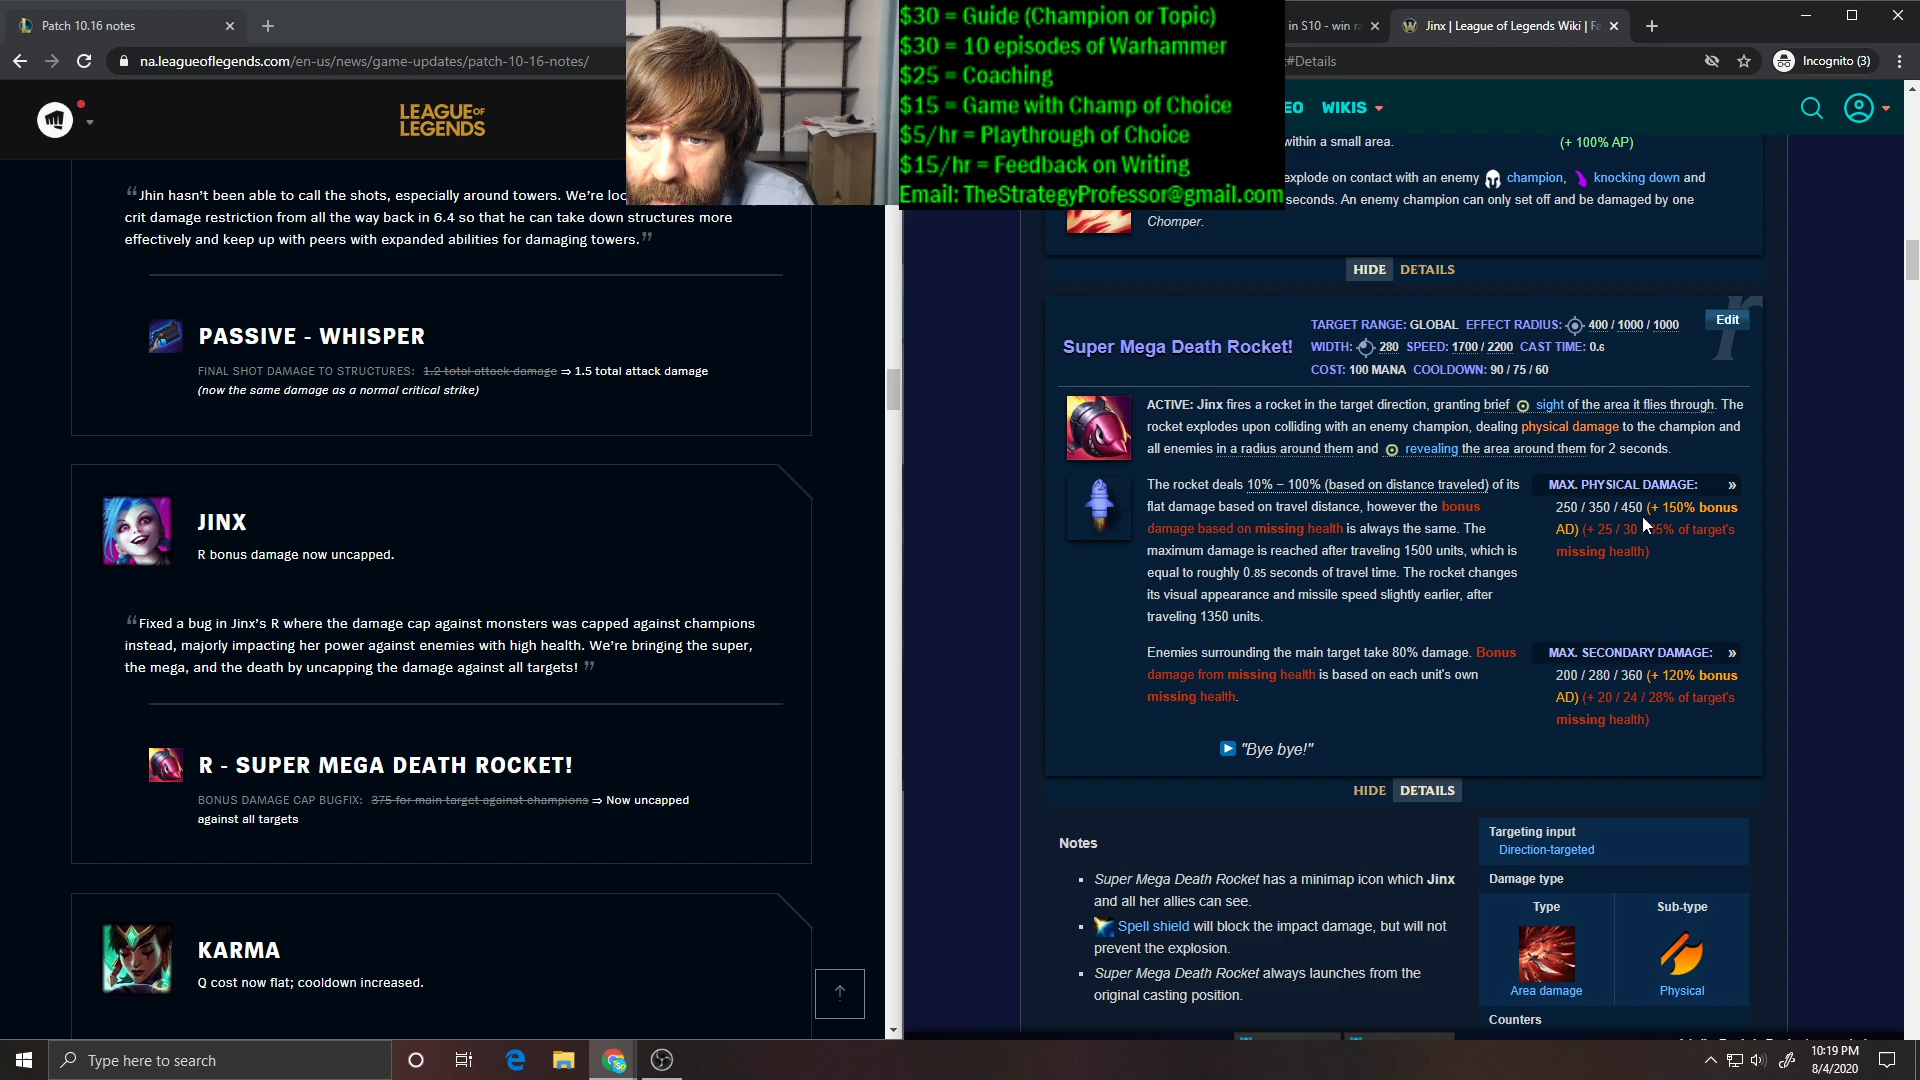 Patch 10.16 notes
na.leagueoflegends.com/en-us/news/game-updates/patch-10-16-notes/
LEAGUE OF
LEGENDS
“Jhin hasn't been able to call the shots, especially around towers. We're loo
crit damage restriction from all the way back in 6.4 so that he can take down structures more
effectively and keep up with peers with expanded abilities for damaging towers.”
PASSIVE - WHISPER
FINAL SHOT DAMAGE TO STRUCTURES: 1.2 total attack damage ⇒ 1.5 total attack damage
(now the same damage as a normal critical strike)
JINX
R bonus damage now uncapped.
“Fixed a bug in Jinx's R where the damage cap against monsters was capped against champions
instead, majorly impacting her power against enemies with high health. We're bringing the super,
the mega, and the death by uncapping the damage against all targets! ”
R - SUPER MEGA DEATH ROCKET!
BONUS DAMAGE CAP BUGFIX: 375 for main target against champions ⇒ Now uncapped
against all targets
KARMA
Q cost now flat; cooldown increased.
$30 = Guide (Champion or Topic)
$30 = 10 episodes of Warhammer
$25 = Coaching
$15 = Game with Champ of Choice
$5/hr = Playthrough of Choice
$15/hr = Feedback on Writing
Email: TheStrategyProfessor@gmail.com
in S10 - win ra
Jinx | League of Legends Wiki | Fa
#Details
Incognito (3)
EO WIKIS
within a small area.
(+ 100% AP)
explode on contact with an enemy champion, knocking down and
seconds. An enemy champion can only set off and be damaged by one
Chomper.
HIDE DETAILS
Super Mega Death Rocket!
TARGET RANGE: GLOBAL EFFECT RADIUS: 400 / 1000 / 1000
WIDTH: 280 SPEED: 1700 / 2200 CAST TIME: 0.6
COST: 100 MANA COOLDOWN: 90 / 75 / 60
Edit
r
ACTIVE: Jinx fires a rocket in the target direction, granting brief sight of the area it flies through. The
rocket explodes upon colliding with an enemy champion, dealing physical damage to the champion and
all enemies in a radius around them and revealing the area around them for 2 seconds.
The rocket deals 10% − 100% (based on distance traveled) of its
flat damage based on travel distance, however the bonus
damage based on missing health is always the same. The
maximum damage is reached after traveling 1500 units, which is
equal to roughly 0.85 seconds of travel time. The rocket changes
its visual appearance and missile speed slightly earlier, after
traveling 1350 units.
MAX. PHYSICAL DAMAGE: »
250 / 350 / 450 (+ 150% bonus
AD) (+ 25 / 30 35% of target's
missing health)
Enemies surrounding the main target take 80% damage. Bonus
damage from missing health is based on each unit's own
missing health.
MAX. SECONDARY DAMAGE: »
200 / 280 / 360 (+ 120% bonus
AD) (+ 20 / 24 / 28% of target's
missing health)
"Bye bye!"
HIDE DETAILS
Notes
▪ Super Mega Death Rocket has a minimap icon which Jinx
and all her allies can see.
▪ Spell shield will block the impact damage, but will not
prevent the explosion.
▪ Super Mega Death Rocket always launches from the
original casting position.
Targeting input
Direction-targeted
Damage type
Type Sub-type
Area damage Physical
Counters
Type here to search
10:19 PM
8/4/2020